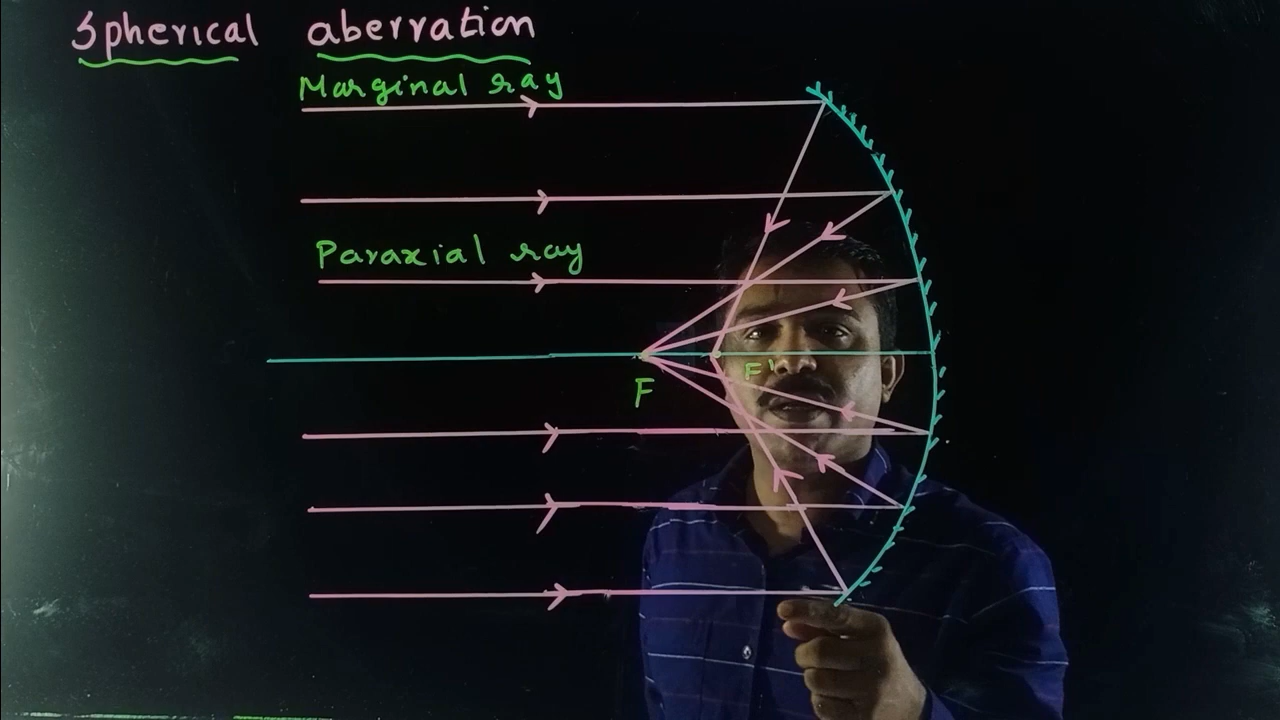 Spherical aberration
Marginal ray
Paraxial ray
F
F'